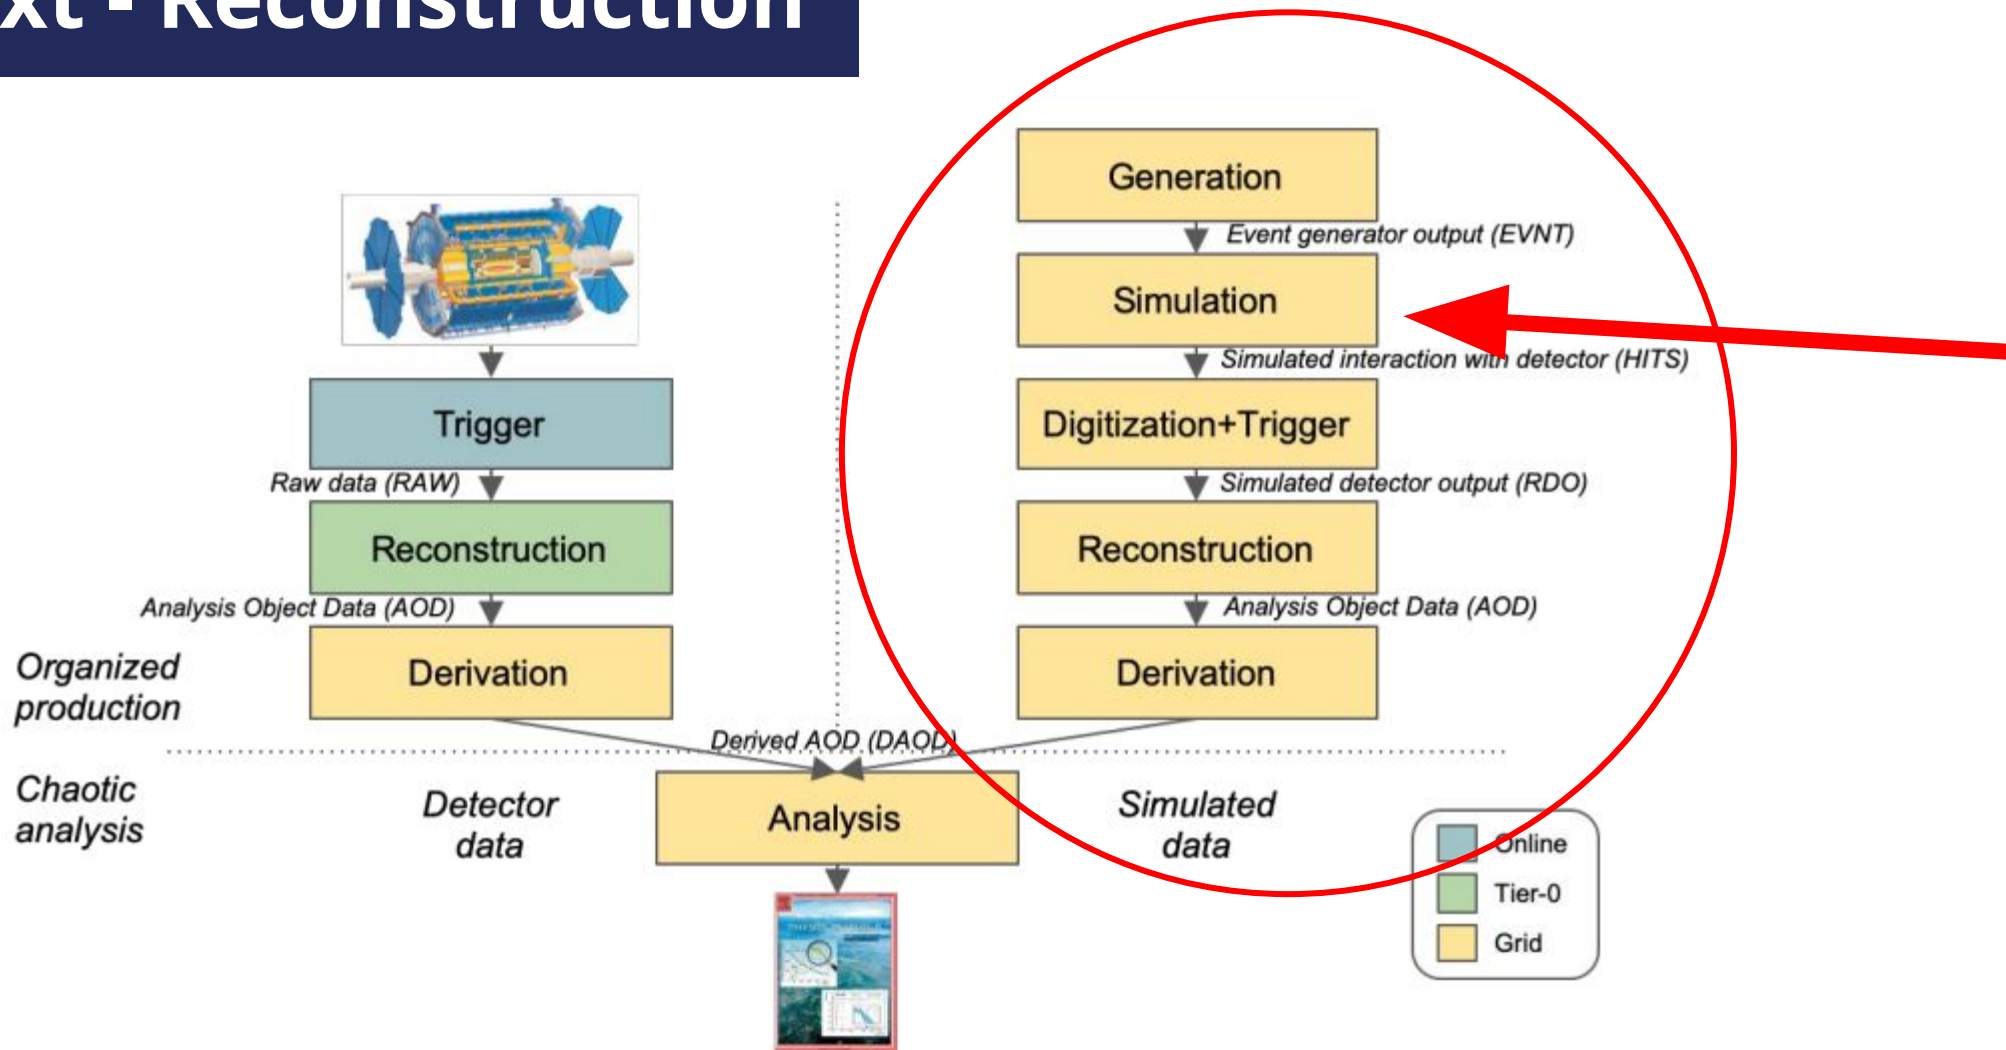 xt - Reconstruction
Generation
Event generator output (EVNT)
Simulation
Simulated interaction with detector (HITS)
Trigger
Digitization+Trigger
Raw data (RAW)
Simulated detector output (RDO)
Reconstruction
Reconstruction
Analysis Object Data (AOD)
Analysis Object Data (AOD)
Organized
production
Derivation
Derivation
Derived AOD (DAOD)
Chaotic
analysis
Detector
data
Analysis
Simulated
data
Online
Tier-0
Grid